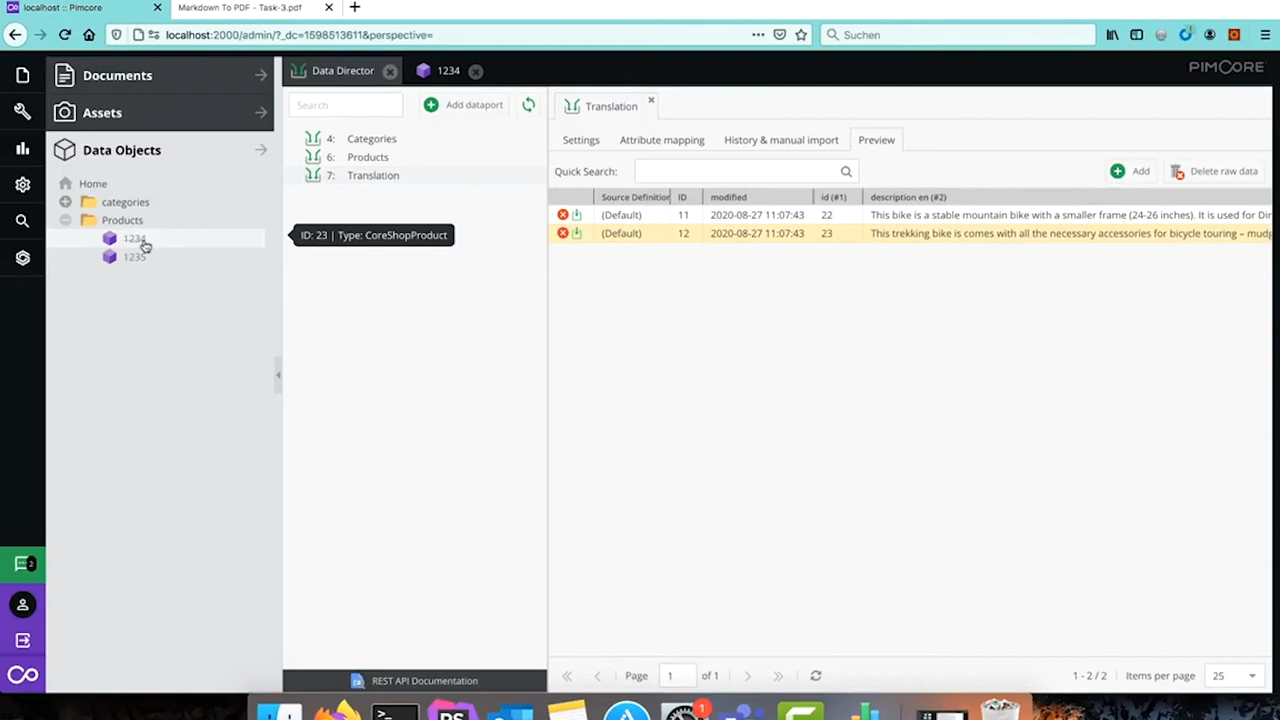 localhost :: Pimcore
Markdown To PDF - Task-3.pdf
localhost:2000/admin/?_dc=1598513611&perspective=
Suchen
Documents
Assets
Data Objects
Home
categories
Products
1234
1235
2
Data Director
1234
PIMCORE
Search
Add dataport
4: Categories
6: Products
7: Translation
ID: 23 | Type: CoreShopProduct
REST API Documentation
Translation
Settings
Attribute mapping
History & manual import
Preview
Quick Search:
Add
Delete raw data
Source Definition ID modified id (#1) description en (#2)
(Default) 11 2020-08-27 11:07:43 22 This bike is a stable mountain bike with a smaller frame (24-26 inches). It is used for Dir
(Default) 12 2020-08-27 11:07:43 23 This trekking bike is comes with all the necessary accessories for bicycle touring – mudg
Page 1 of 1
1 - 2 / 2
Items per page 25
PS
1